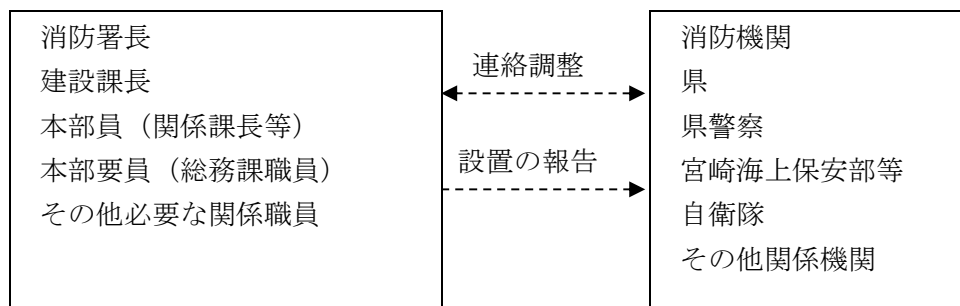 消防署長
建設課長
本部員（関係課長等）
本部要員（総務課職員）
その他必要な関係職員
連絡調整
設置の報告
消防機関
県
県警察
宮崎海上保安部等
自衛隊
その他関係機関